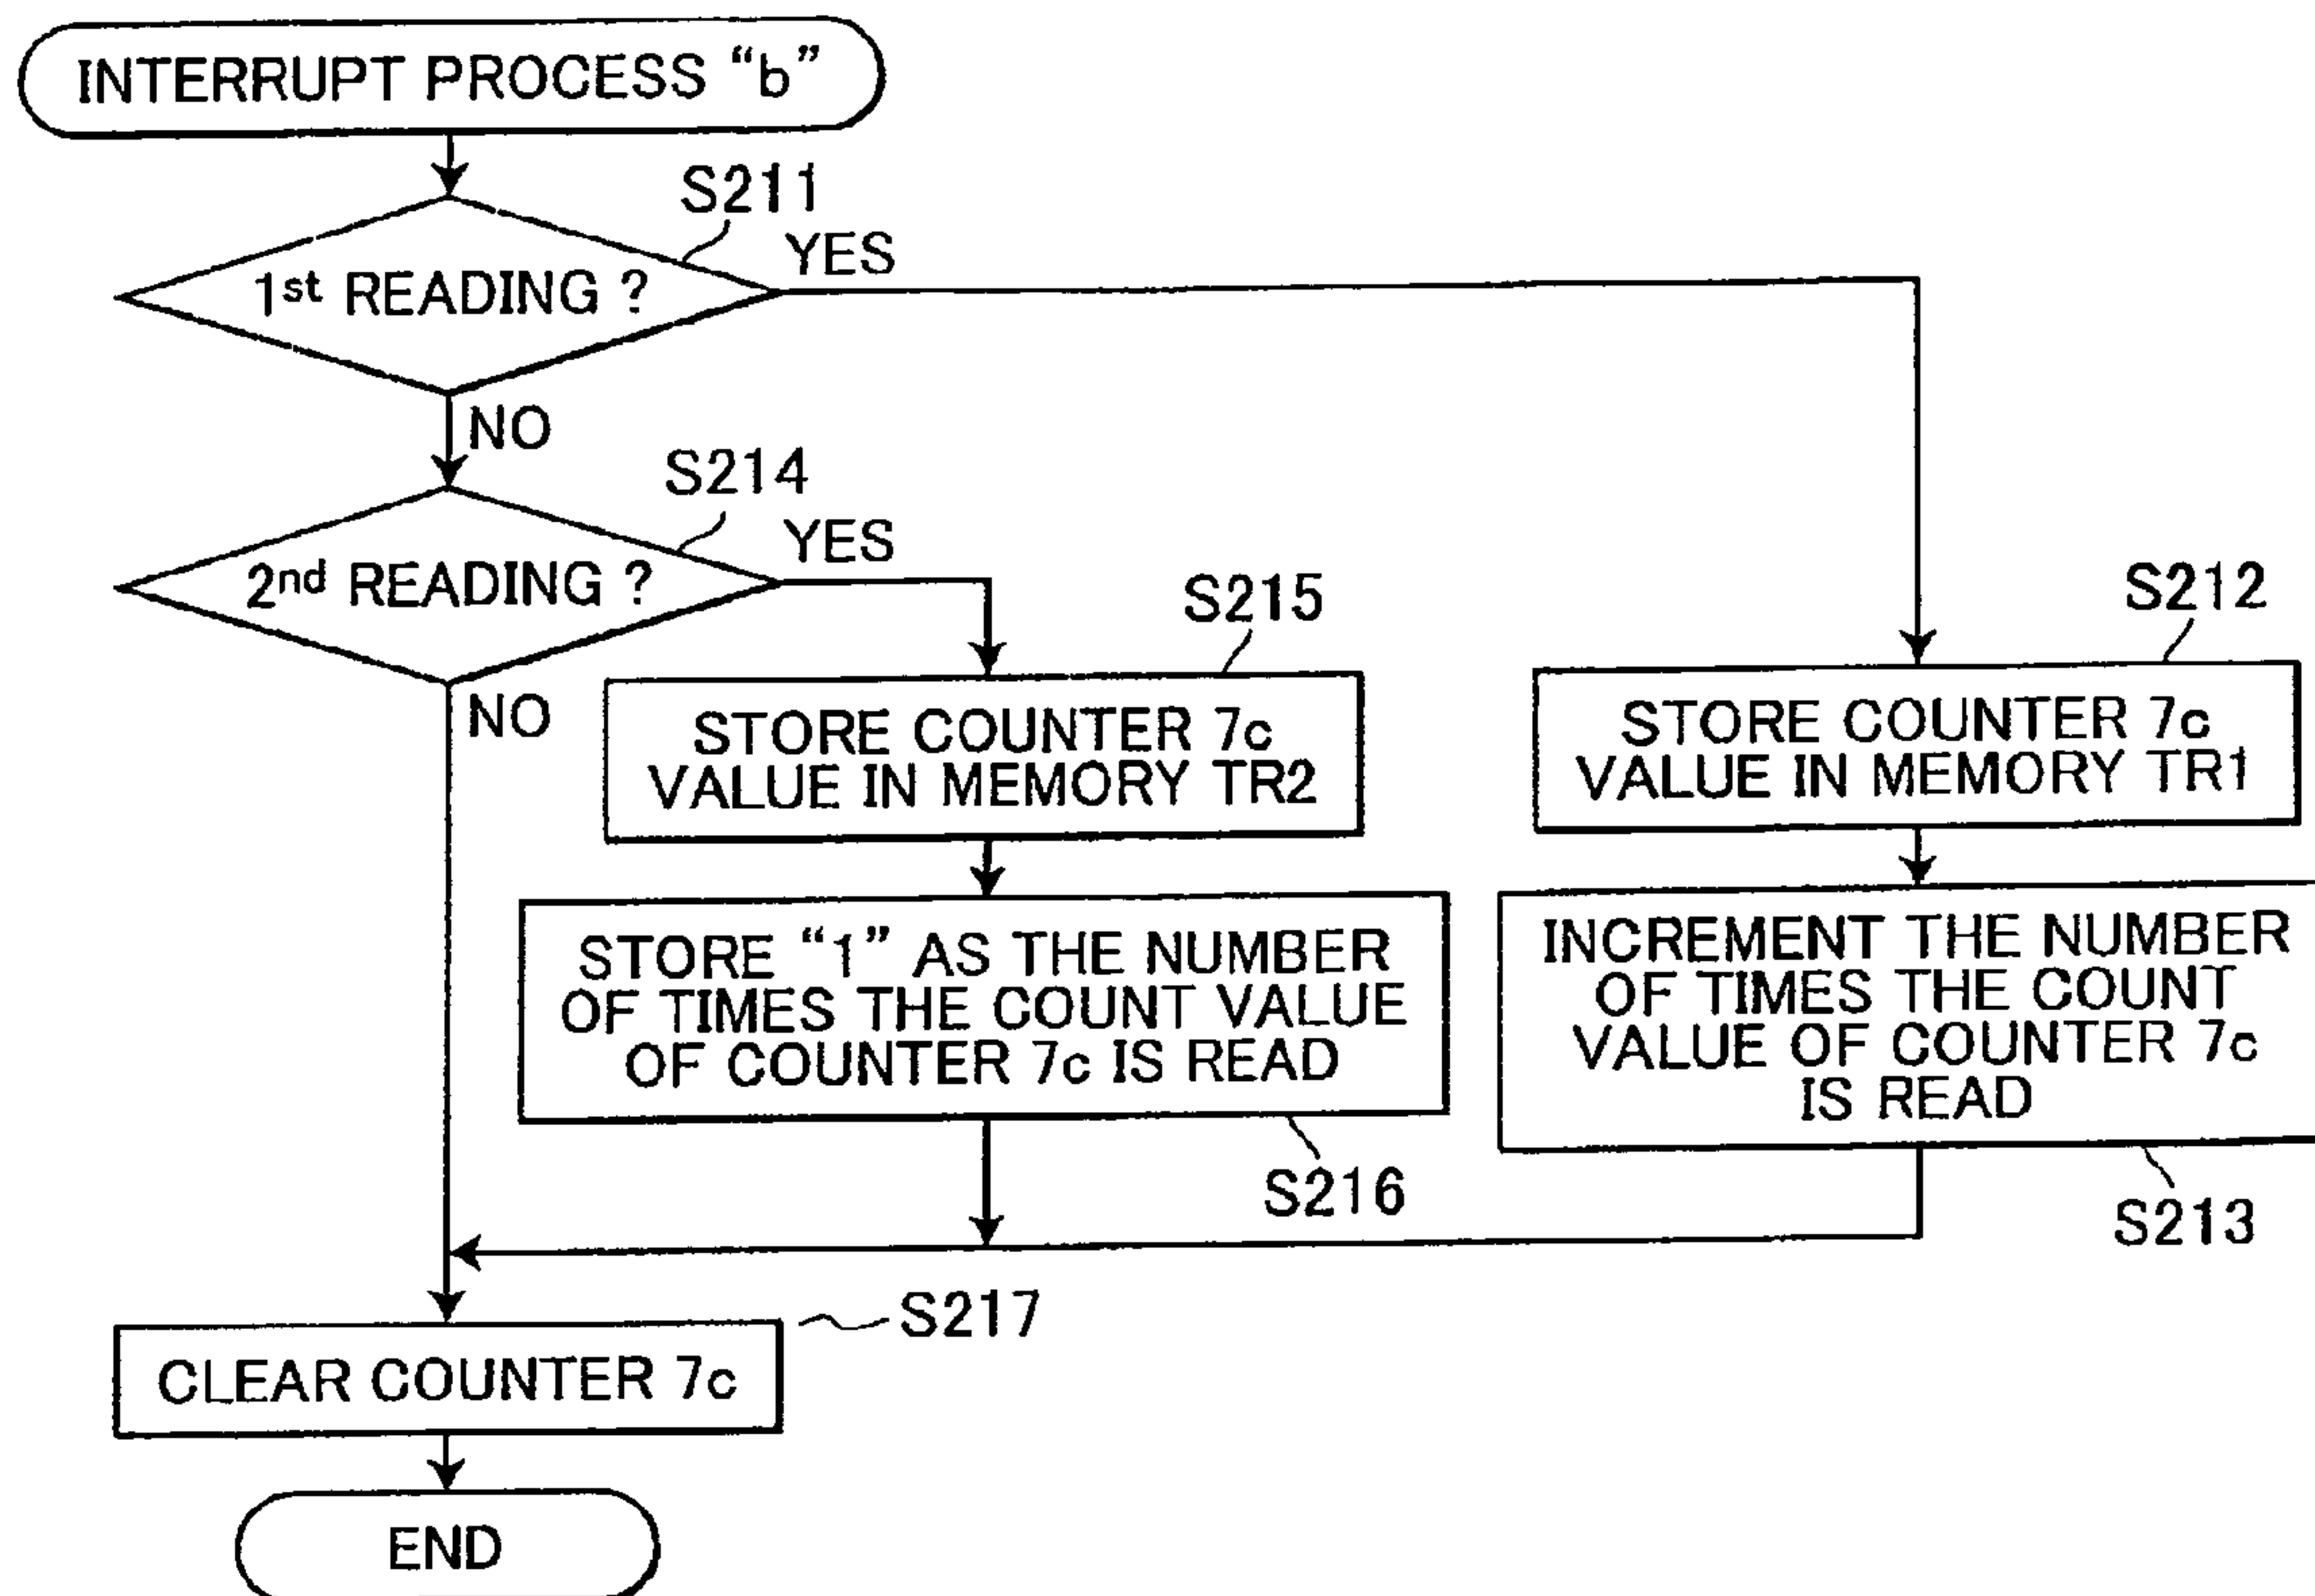 INTERRUPT PROCESS “b”
S211
YES
1st READING ?
NO
S214
YES
2nd READING ?
NO
S215
STORE COUNTER 7c
VALUE IN MEMORY TR2
S212
STORE COUNTER 7c
VALUE IN MEMORY TR1
STORE “1” AS THE NUMBER
OF TIMES THE COUNT VALUE
OF COUNTER 7c IS READ
S216
INCREMENT THE NUMBER
OF TIMES THE COUNT
VALUE OF COUNTER 7c
IS READ
S213
S217
CLEAR COUNTER 7c
END